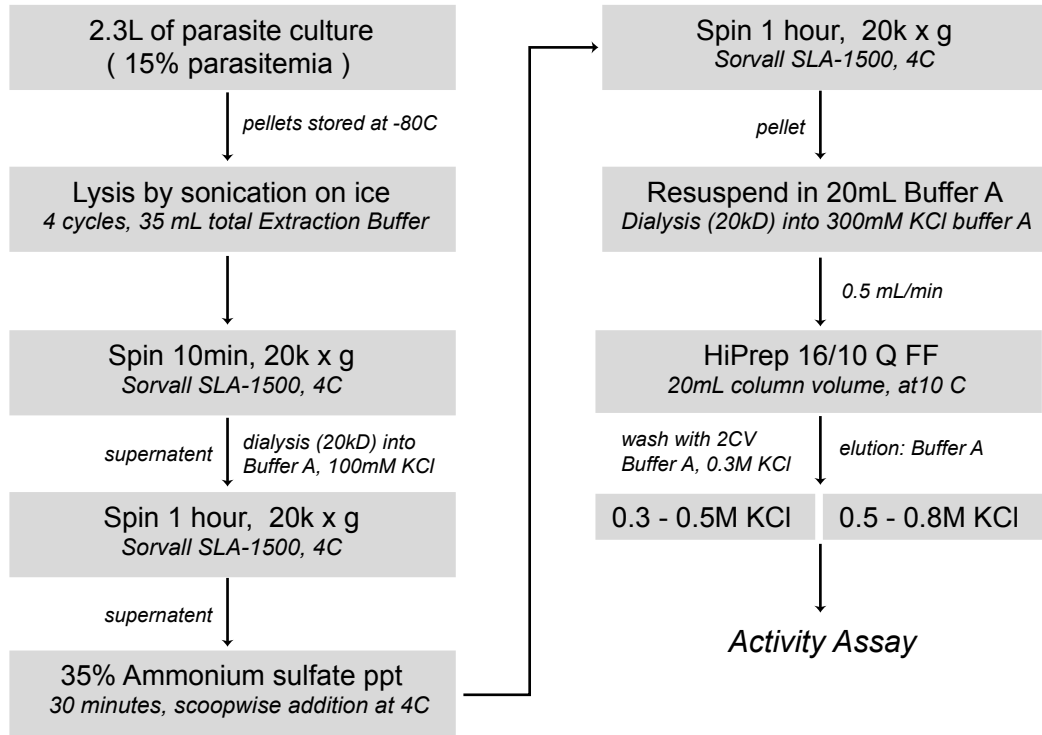 2.3L of parasite culture
( 15% parasitemia )
pellets stored at -80C
Lysis by sonication on ice
4 cycles, 35 mL total Extraction Buffer
Spin 10min, 20k x g
Sorvall SLA-1500, 4C
supernatent
dialysis (20kD) into
Buffer A, 100mM KCl
Spin 1 hour, 20k x g
Sorvall SLA-1500, 4C
supernatent
35% Ammonium sulfate ppt
30 minutes, scoopwise addition at 4C
Spin 1 hour, 20k x g
Sorvall SLA-1500, 4C
pellet
Resuspend in 20mL Buffer A
Dialysis (20kD) into 300mM KCl buffer A
0.5 mL/min
HiPrep 16/10 Q FF
20mL column volume, at10 C
wash with 2CV
Buffer A, 0.3M KCl
elution: Buffer A
0.3 - 0.5M KCl
0.5 - 0.8M KCl
Activity Assay